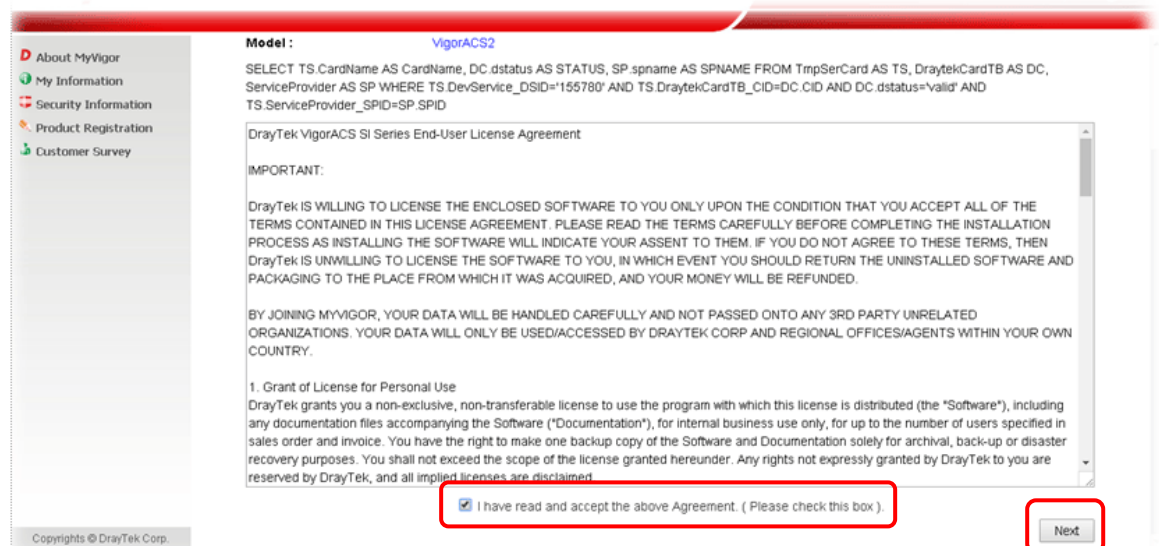 About MyVigor
My Information
Security Information
Product Registration
Customer Survey
Copyrights © DrayTek Corp.
Model : VigorACS2
SELECT TS.CardName AS CardName, DC.dstatus AS STATUS, SP.spname AS SPNAME FROM TmpSerCard AS TS, DraytekCardTB AS DC,
ServiceProvider AS SP WHERE TS.DevService_DSID='155780' AND TS.DraytekCardTB_CID=DC.CID AND DC.dstatus='valid' AND
TS.ServiceProvider_SPID=SP.SPID
DrayTek VigorACS SI Series End-User License Agreement
IMPORTANT:
DrayTek IS WILLING TO LICENSE THE ENCLOSED SOFTWARE TO YOU ONLY UPON THE CONDITION THAT YOU ACCEPT ALL OF THE
TERMS CONTAINED IN THIS LICENSE AGREEMENT. PLEASE READ THE TERMS CAREFULLY BEFORE COMPLETING THE INSTALLATION
PROCESS AS INSTALLING THE SOFTWARE WILL INDICATE YOUR ASSENT TO THEM. IF YOU DO NOT AGREE TO THESE TERMS, THEN
DrayTek IS UNWILLING TO LICENSE THE SOFTWARE TO YOU, IN WHICH EVENT YOU SHOULD RETURN THE UNINSTALLED SOFTWARE AND
PACKAGING TO THE PLACE FROM WHICH IT WAS ACQUIRED, AND YOUR MONEY WILL BE REFUNDED.
BY JOINING MYVIGOR, YOUR DATA WILL BE HANDLED CAREFULLY AND NOT PASSED ONTO ANY 3RD PARTY UNRELATED
ORGANIZATIONS. YOUR DATA WILL ONLY BE USED/ACCESSED BY DRAYTEK CORP AND REGIONAL OFFICES/AGENTS WITHIN YOUR OWN
COUNTRY.
1. Grant of License for Personal Use
DrayTek grants you a non-exclusive, non-transferable license to use the program with which this license is distributed (the "Software"), including
any documentation files accompanying the Software ("Documentation"), for internal business use only, for up to the number of users specified in
sales order and invoice. You have the right to make one backup copy of the Software and Documentation solely for archival, back-up or disaster
recovery purposes. You shall not exceed the scope of the license granted hereunder. Any rights not expressly granted by DrayTek to you are
reserved by DrayTek, and all implied licenses are disclaimed.
I have read and accept the above Agreement. ( Please check this box ).
Next